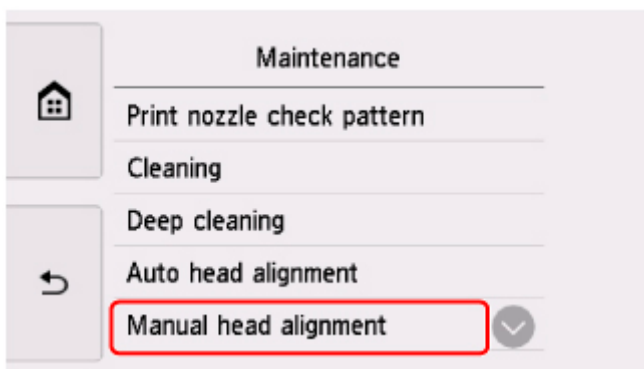 Maintenance
Print nozzle check pattern
Cleaning
Deep cleaning
Auto head alignment
Manual head alignment